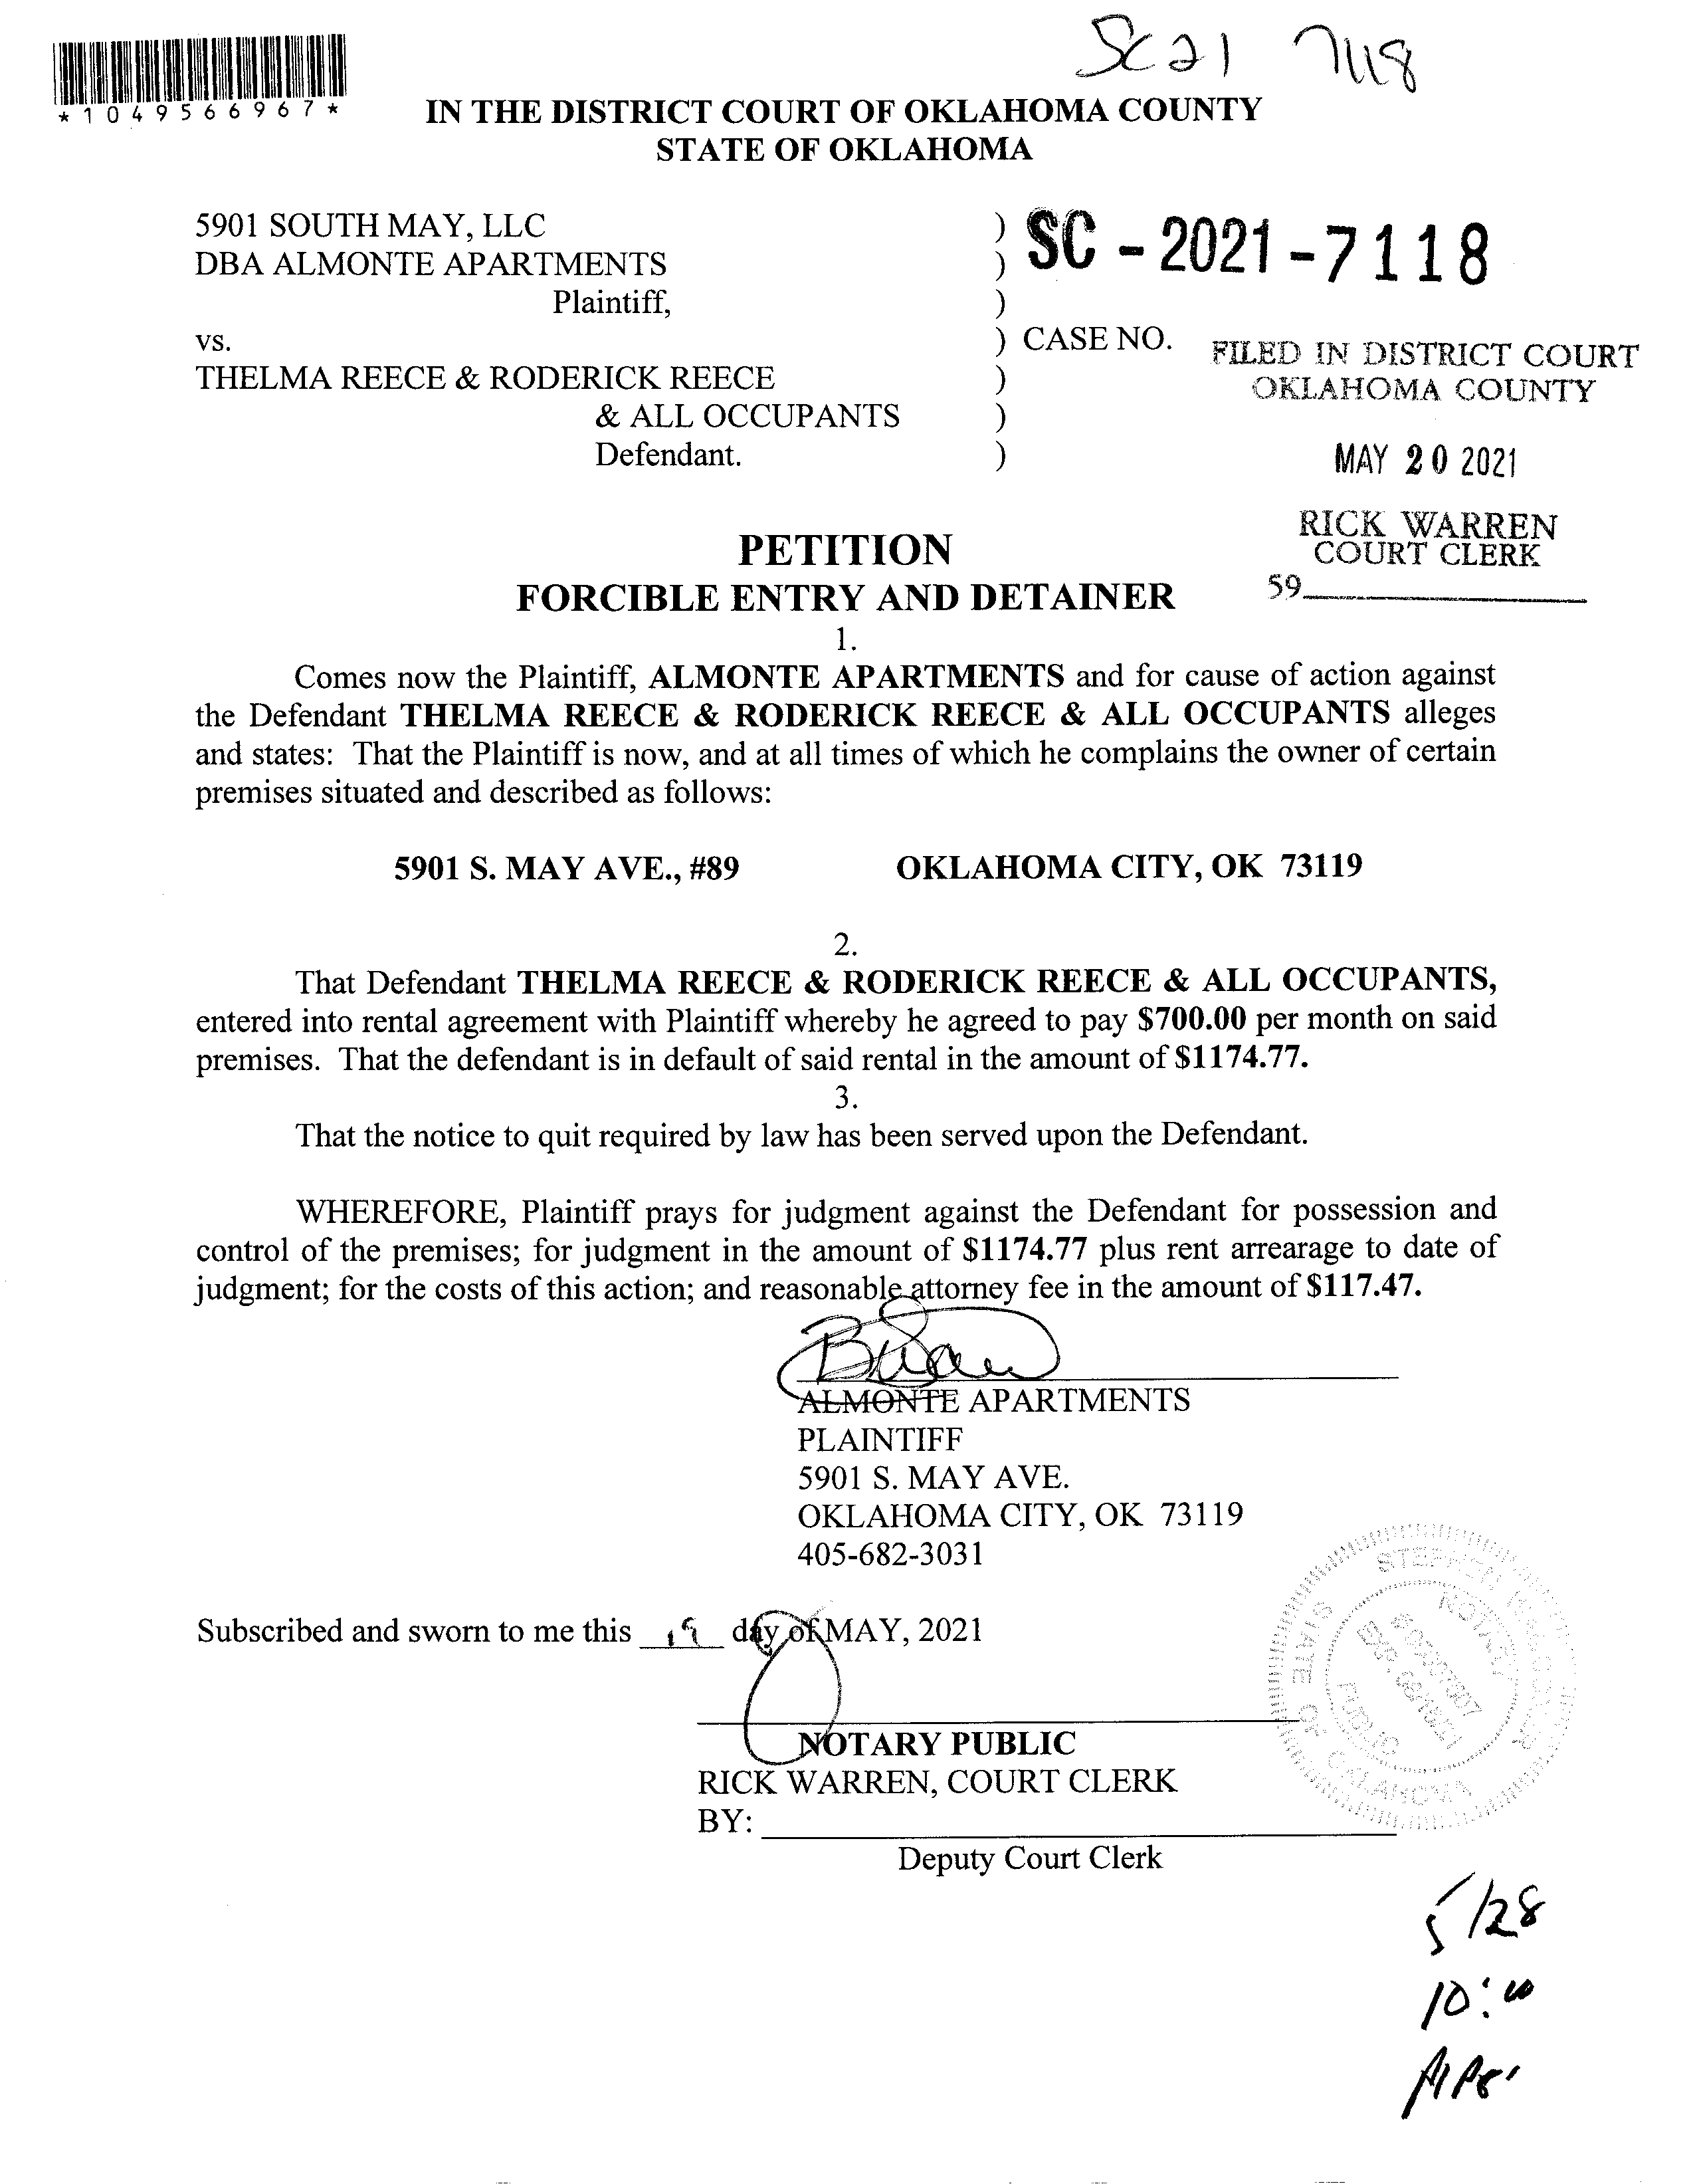 SC21 7118
*1049566967*
IN THE DISTRICT COURT OF OKLAHOMA COUNTY
STATE OF OKLAHOMA
5901 SOUTH MAY, LLC ) SC - 2021 - 7118
DBA ALMONTE APARTMENTS )
Plaintiff, )
vs. ) CASE NO.
THELMA REECE & RODERICK REECE )
& ALL OCCUPANTS )
Defendant. )
FILED IN DISTRICT COURT
OKLAHOMA COUNTY
MAY 20 2021
RICK WARREN
COURT CLERK
59
PETITION
FORCIBLE ENTRY AND DETAINER
1.
Comes now the Plaintiff, ALMONTE APARTMENTS and for cause of action against
the Defendant THELMA REECE & RODERICK REECE & ALL OCCUPANTS alleges
and states: That the Plaintiff is now, and at all times of which he complains the owner of certain
premises situated and described as follows:
5901 S. MAY AVE., #89 OKLAHOMA CITY, OK 73119
2.
That Defendant THELMA REECE & RODERICK REECE & ALL OCCUPANTS,
entered into rental agreement with Plaintiff whereby he agreed to pay $700.00 per month on said
premises. That the defendant is in default of said rental in the amount of $1174.77.
3.
That the notice to quit required by law has been served upon the Defendant.
WHEREFORE, Plaintiff prays for judgment against the Defendant for possession and
control of the premises; for judgment in the amount of $1174.77 plus rent arrearage to date of
judgment; for the costs of this action; and reasonable attorney fee in the amount of $117.47.
ALMONTE APARTMENTS
PLAINTIFF
5901 S. MAY AVE.
OKLAHOMA CITY, OK 73119
405-682-3031
Subscribed and sworn to me this 19 day of MAY, 2021
NOTARY PUBLIC
RICK WARREN, COURT CLERK
BY:
Deputy Court Clerk
NOTARY
PUBLIC
STATE OF OKLAHOMA
5/28
10:00